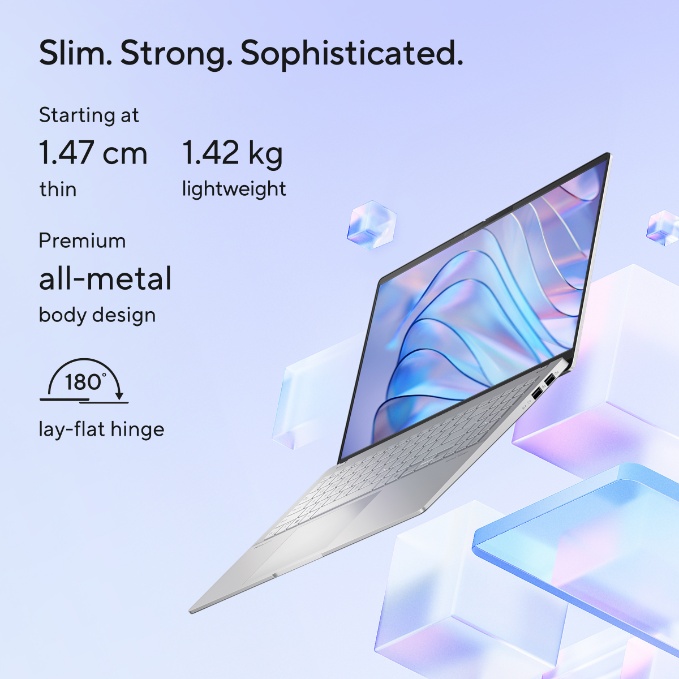 Slim. Strong. Sophisticated.
Starting at
1.47 cm
thin
1.42 kg
lightweight
Premium
all-metal
body design
180°
lay-flat hinge